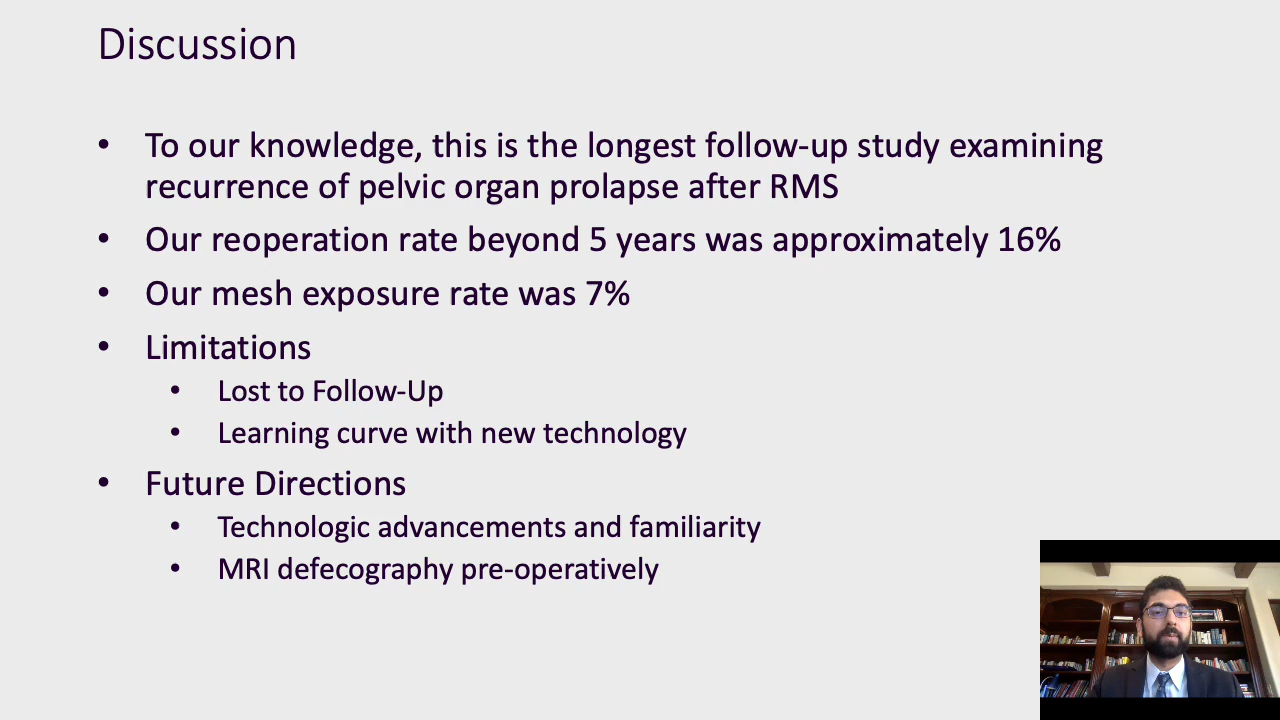 Discussion
• To our knowledge, this is the longest follow-up study examining
recurrence of pelvic organ prolapse after RMS
• Our reoperation rate beyond 5 years was approximately 16%
• Our mesh exposure rate was 7%
• Limitations
• Lost to Follow-Up
• Learning curve with new technology
• Future Directions
• Technologic advancements and familiarity
• MRI defecography pre-operatively